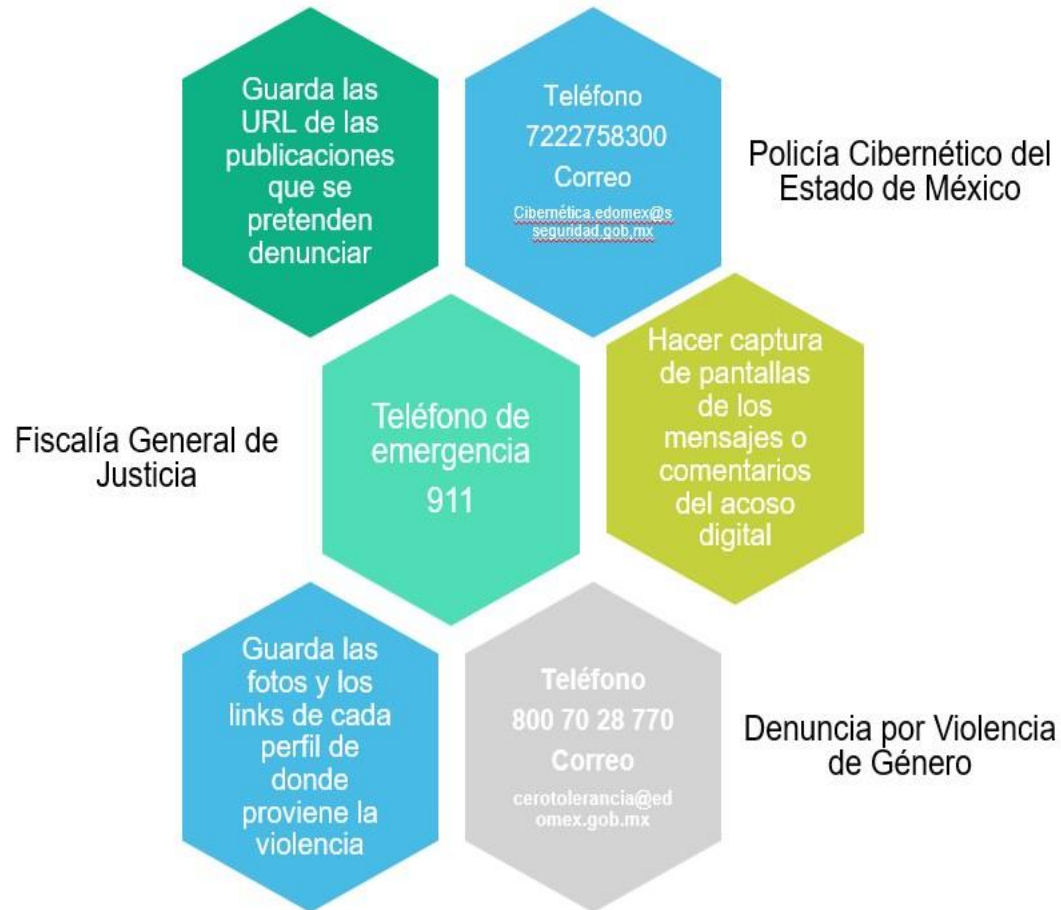 Guarda las
URL de las
publicaciones
que se
pretenden
denunciar
Teléfono
7222758300
Correo
Cibernética.edomex@s
seguridad.gob,mx
Policía Cibernético del
Estado de México
Fiscalía General de
Justicia
Teléfono de
emergencia
911
Hacer captura
de pantallas
de los
mensajes o
comentarios
del acoso
digital
Guarda las
fotos y los
links de cada
perfil de
donde
proviene la
violencia
Teléfono
800 70 28 770
Correo
cerotolerancia@ed
omex.gob.mx
Denuncia por Violencia
de Género